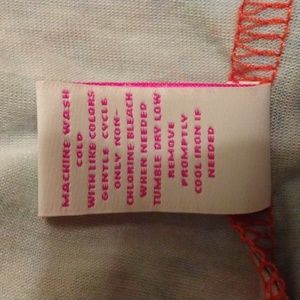 MACHINE WASH
COLD
WITH LIKE COLORS
GENTLE CYCLE
ONLY NON-
CHLORINE BLEACH
WHEN NEEDED
TUMBLE DRY LOW
REMOVE
PROMPTLY
COOL IRON IF
NEEDED